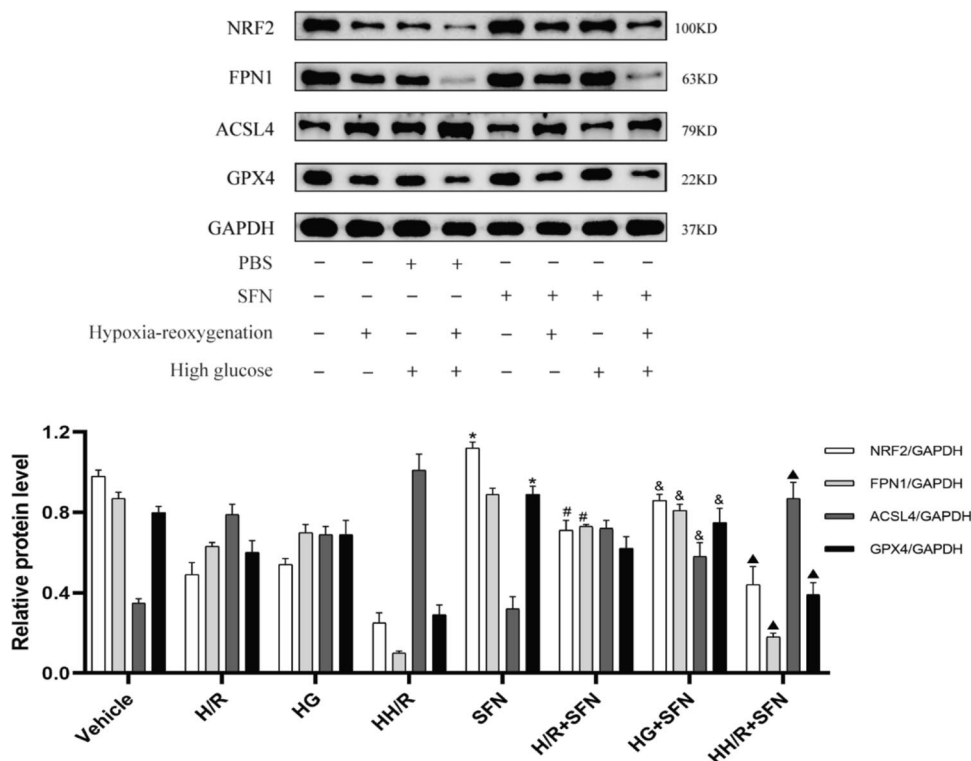 NRF2 100KD
FPN1 63KD
ACSL4 79KD
GPX4 22KD
GAPDH 37KD
PBS − − + + − − − −
SFN − − − − + + + +
Hypoxia-reoxygenation − + − + − + − +
High glucose − − + + − − + +
Relative protein level
1.2
0.8
0.4
0.0
* * # # & & & & ▲ ▲ ▲ ▲
Vehicle H/R HG HH/R SFN H/R+SFN HG+SFN HH/R+SFN
NRF2/GAPDH
FPN1/GAPDH
ACSL4/GAPDH
GPX4/GAPDH